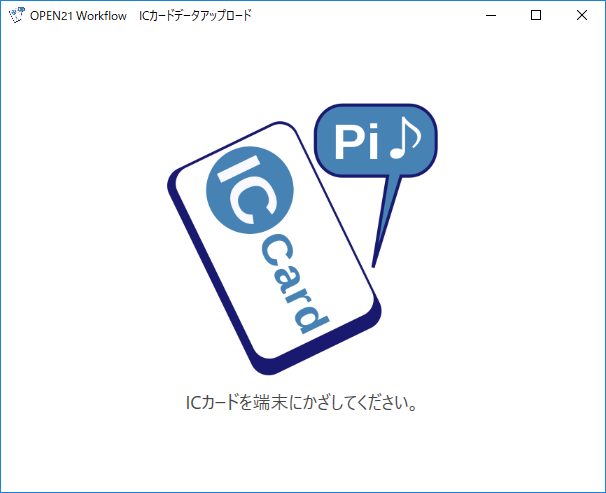 OPEN21 Workflow　ICカードデータアップロード
Pi♪
IC
card
ICカードを端末にかざしてください。